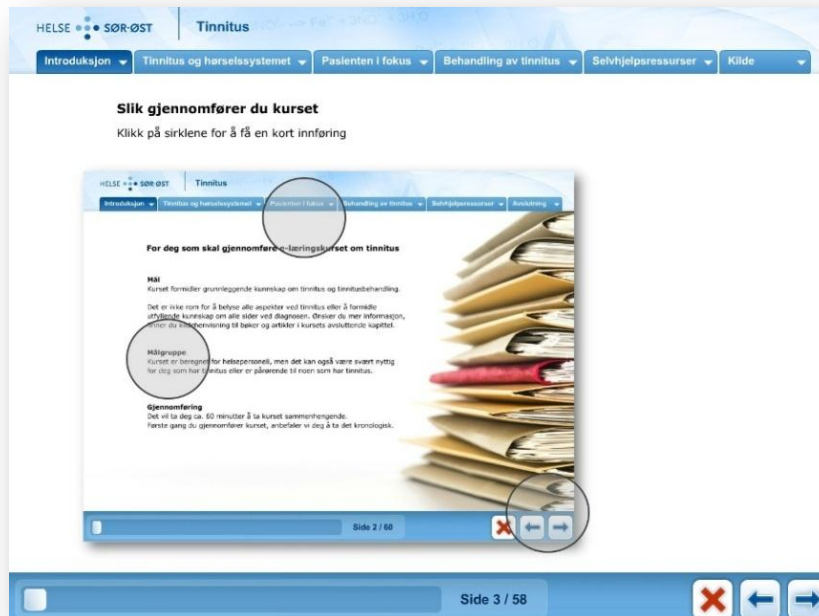 HELSE SØR-ØST
Tinnitus
Introduksjon
Tinnitus og hørselssystemet
Pasienten i fokus
Behandling av tinnitus
Selvhjelpsressurser
Kilde
Slik gjennomfører du kurset
Klikk på sirklene for å få en kort innføring
HELSE SØR-ØST
Tinnitus
Introduksjon
Tinnitus og hørselssystemet
Pasienten i fokus
Behandling av tinnitus
Selvhjelpsressurser
Avslutning
For deg som skal gjennomføre e-læringskurset om tinnitus
Mål
Kurset formidler grunnleggende kunnskap om tinnitus og tinnitusbehandling.
Det er ikke rom for å belyse alle aspekter ved tinnitus eller å formidle
utfyllende kunnskap om alle sider ved diagnosen. Ønsker du mer informasjon,
finner du kildehenvisning til bøker og artikler i kursets avsluttende kapittel.
Målgruppe
Kurset er beregnet for helsepersonell, men det kan også være svært nyttig
for deg som har tinnitus eller er pårørende til noen som har tinnitus.
Gjennomføring
Det vil ta deg ca. 60 minutter å ta kurset sammenhengende.
Første gang du gjennomfører kurset, anbefaler vi deg å ta det kronologisk.
Side 2 / 60
Side 3 / 58